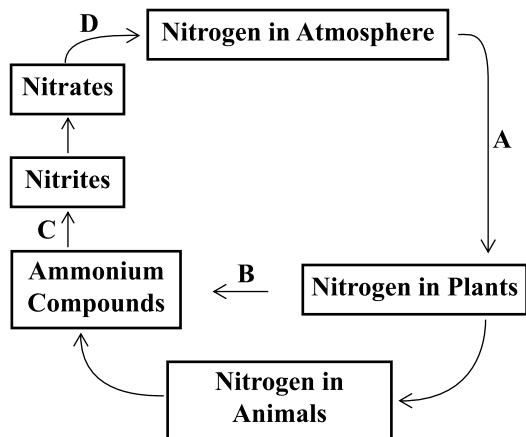 D
Nitrogen in Atmosphere
Nitrates
A
Nitrites
C
Ammonium
Compounds
B
Nitrogen in Plants
Nitrogen in
Animals